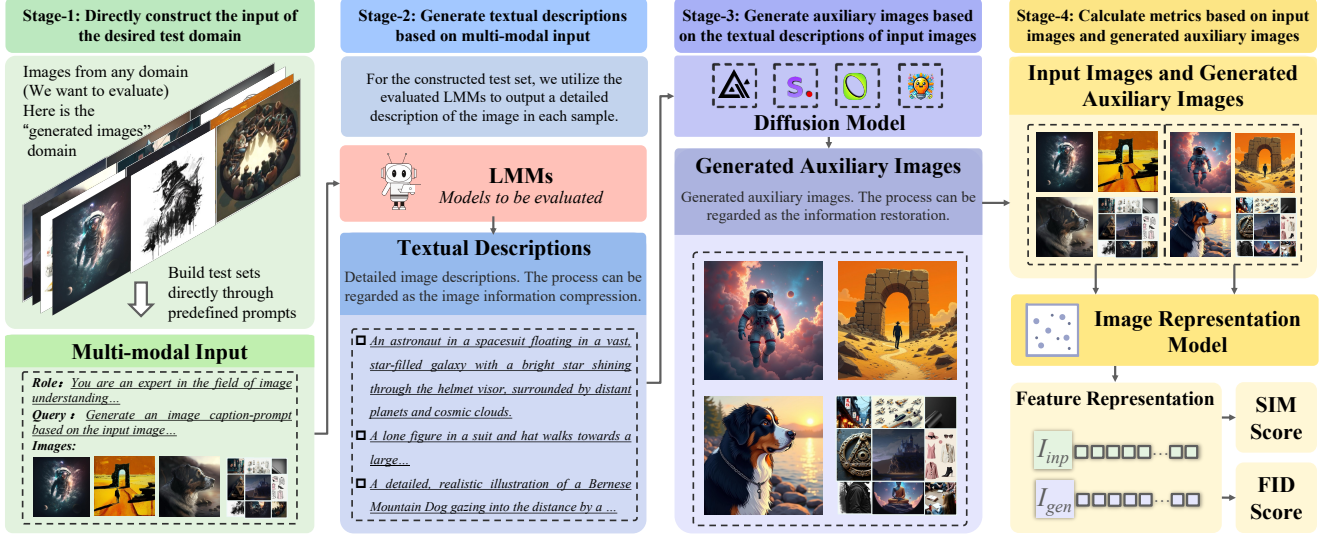 Stage-1: Directly construct the input of
the desired test domain
Images from any domain
(We want to evaluate)
Here is the
“generated images”
domain
Build test sets
directly through
predefined prompts
Multi-modal Input
Role: You are an expert in the field of image
understanding…
Query: Generate an image caption-prompt
based on the input image…
Images:
Stage-2: Generate textual descriptions
based on multi-modal input
For the constructed test set, we utilize the
evaluated LMMs to output a detailed
description of the image in each sample.
LMMs
Models to be evaluated
Textual Descriptions
Detailed image descriptions. The process can be
regarded as the image information compression.
An astronaut in a spacesuit floating in a vast,
star-filled galaxy with a bright star shining
through the helmet visor, surrounded by distant
planets and cosmic clouds.
A lone figure in a suit and hat walks towards a
large…
A detailed, realistic illustration of a Bernese
Mountain Dog gazing into the distance by a …
Stage-3: Generate auxiliary images based
on the textual descriptions of input images
S.
Diffusion Model
Generated Auxiliary Images
Generated auxiliary images. The process can be
regarded as the information restoration.
Stage-4: Calculate metrics based on input
images and generated auxiliary images
Input Images and Generated
Auxiliary Images
Image Representation
Model
Feature Representation
I_inp …
I_gen …
SIM
Score
FID
Score